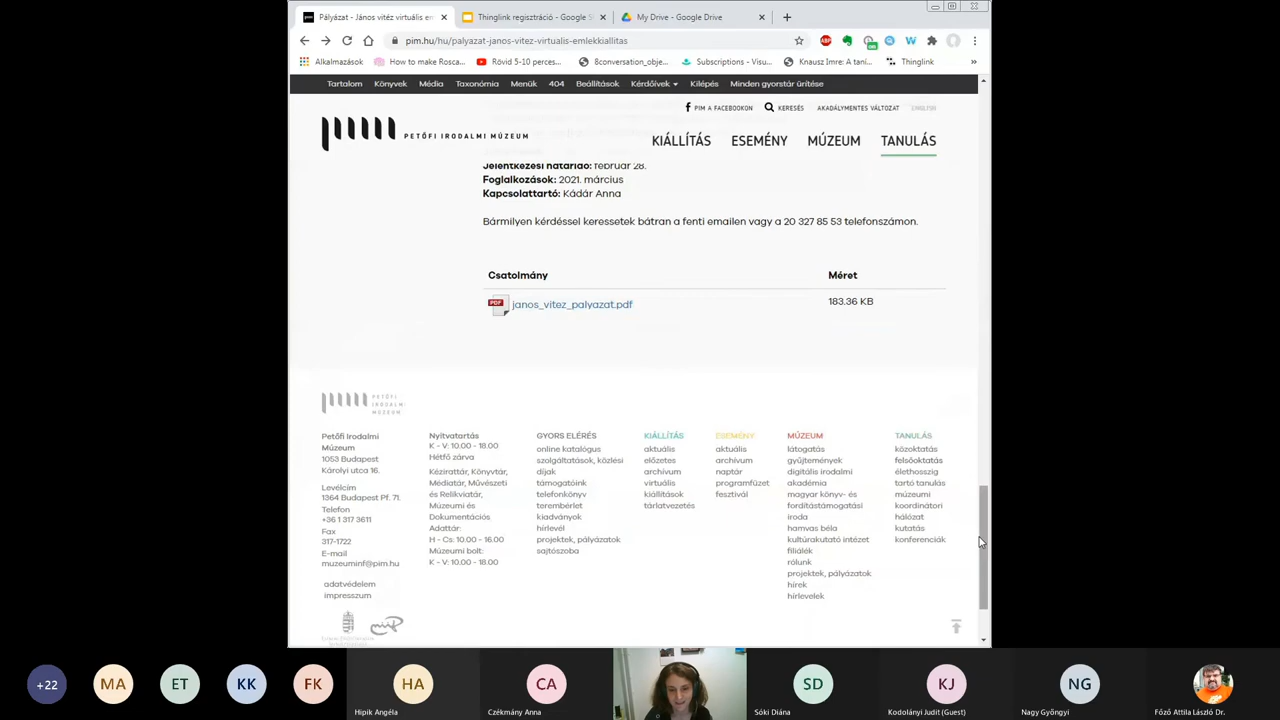 Pályázat - János vitéz virtuális en
Thinglink regisztráció - Google S
My Drive - Google Drive
pim.hu/hu/palyazat-janos-vitez-virtualis-emlekkiallitas
Alkalmazások
How to make Rosca...
Rövid 5-10 perces...
8conversation_obje...
Subscriptions - Visu...
Knausz Imre: A taní...
Thinglink
»
Tartalom Könyvek Média Taxonómia Menük 404 Beállítások Kérdőívek Kilépés Minden gyorstár ürítése
PIM A FACEBOOKON KERESÉS AKADÁLYMENTES VÁLTOZAT ENGLISH
PETŐFI IRODALMI MÚZEUM
KIÁLLÍTÁS ESEMÉNY MÚZEUM TANULÁS
Jelentkezési határidő: február 28.
Foglalkozások: 2021. március
Kapcsolattartó: Kádár Anna
Bármilyen kérdéssel keressetek bátran a fenti emailen vagy a 20 327 85 53 telefonszámon.
Csatolmány Méret
PDF janos_vitez_palyazat.pdf 183.36 KB
PETŐFI
IRODALMI
MÚZEUM
Petőfi Irodalmi
Múzeum
1053 Budapest
Károlyi utca 16.
Levélcím
1364 Budapest Pf. 71.
Telefon
+36 1 317 3611
Fax
317-1722
E-mail
muzeuminf@pim.hu
adatvédelem
impresszum
Nyitvatartás
K - V: 10.00 - 18.00
Hétfő zárva
Kézirattár, Könyvtár,
Médiatár, Művészeti
és Relikviatár,
Múzeumi és
Dokumentációs
Adattár:
H - Cs: 10.00 - 16.00
Múzeumi bolt:
K - V: 10.00 - 18.00
GYORS ELÉRÉS
online katalógus
szolgáltatások, közlési
díjak
támogatóink
telefonkönyv
terembérlet
kiadványok
hírlevél
projektek, pályázatok
sajtószoba
KIÁLLÍTÁS
aktuális
előzetes
archívum
virtuális
kiállítások
tárlatvezetés
ESEMÉNY
aktuális
archívum
naptár
programfüzet
fesztivál
MÚZEUM
látogatás
gyűjtemények
digitális irodalmi
akadémia
magyar könyv- és
fordítástámogatási
iroda
hamvas béla
kultúrakutató intézet
filiálék
rólunk
projektek, pályázatok
hírek
hírlevelek
TANULÁS
közoktatás
felsőoktatás
élethosszig
tartó tanulás
múzeumi
koordinátori
hálózat
kutatás
konferenciák
+22
MA
ET
KK
FK
HA
Hipik Angéla
CA
Czékmány Anna
SD
Sóki Diána
KJ
Kodolányi Judit (Guest)
NG
Nagy Gyöngyi
Főző Attila László Dr.